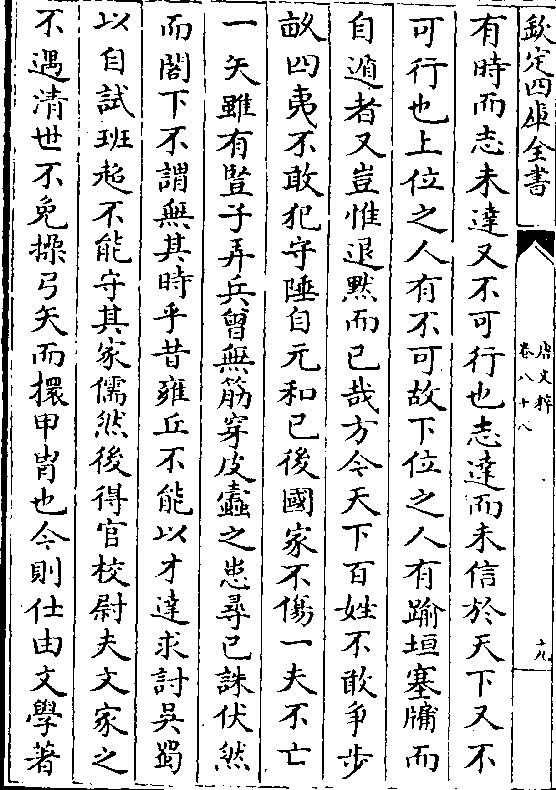 欽定四庫全書
唐文粹
卷八十八
十九
有時而志未達又不可行也志達而未信於天下又不
可行也上位之人有不可故下位之人有踰垣塞牖而
自遁者又豈惟退黙而已哉方今天下百姓不敢爭步
畝四夷不敢犯守陲自元和已後國家不傷一夫不亡
一矢雖有豎子弄兵曾無筋穿皮蠹之患尋已誅伏然
而閣下不謂無其時乎昔雍丘不能以才達求討吳蜀
以自試班超不能守其家儒然後得官校尉夫文家之
不遇清世不免操弓矢而擐甲胄也今則仕由文學著